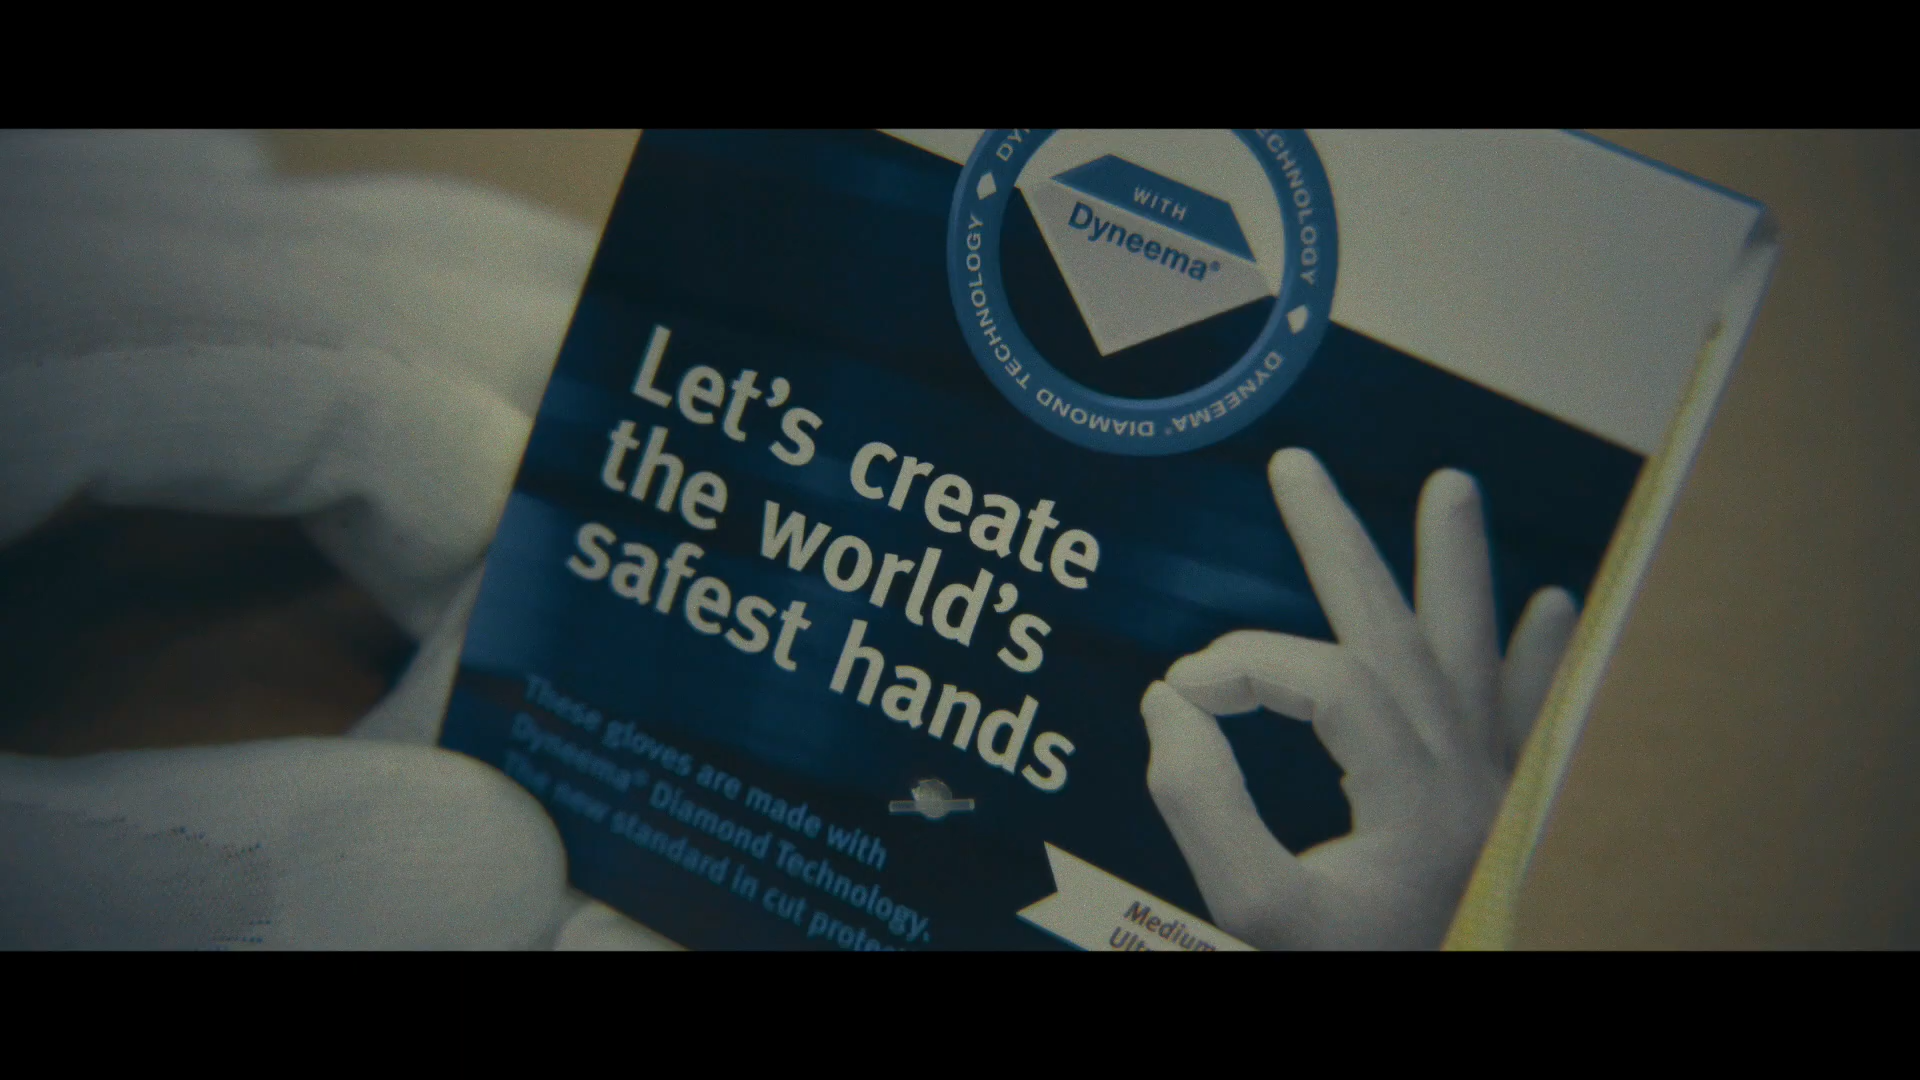 DYNEEMA® DIAMOND TECHNOLOGY
TECHNOLOGY
WITH
Dyneema®
Let's create
the world's
safest hands
These gloves are made with
Dyneema® Diamond Technology.
The new standard in cut
Medium